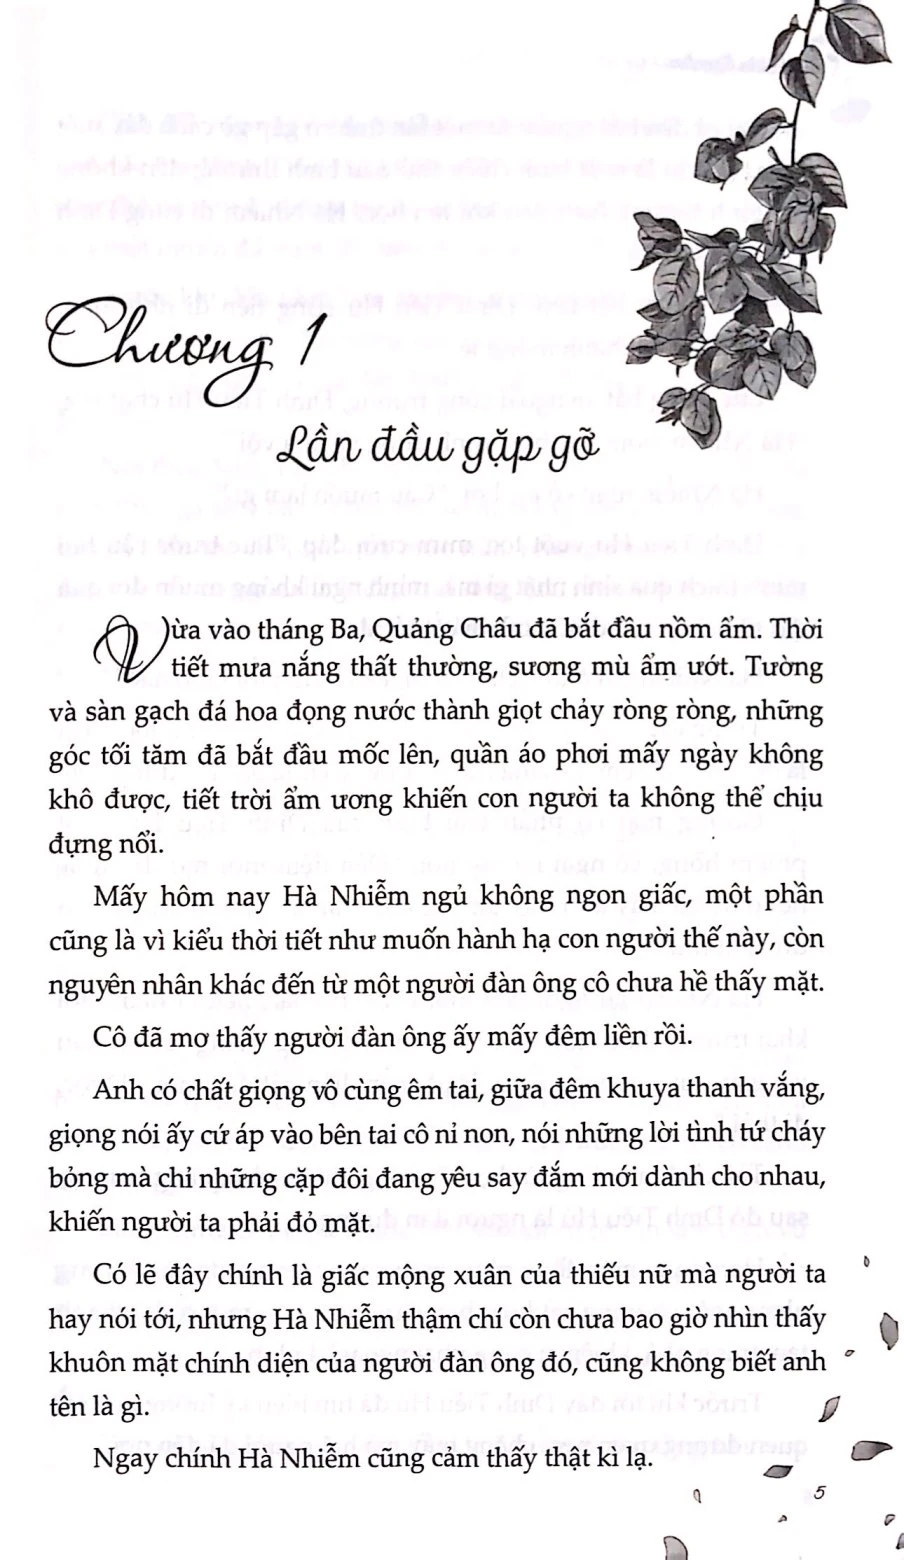 Chương 1
Lần đầu gặp gỡ
Vừa vào tháng Ba, Quảng Châu đã bắt đầu nồm ẩm. Thời
tiết mưa nắng thất thường, sương mù ẩm ướt. Tường
và sàn gạch đá hoa đọng nước thành giọt chảy ròng ròng, những
góc tối tăm đã bắt đầu mốc lên, quần áo phơi mấy ngày không
khô được, tiết trời ẩm ương khiến con người ta không thể chịu
đựng nổi.
Mấy hôm nay Hà Nhiễm ngủ không ngon giấc, một phần
cũng là vì kiểu thời tiết như muốn hành hạ con người thế này, còn
nguyên nhân khác đến từ một người đàn ông cô chưa hề thấy mặt.
Cô đã mơ thấy người đàn ông ấy mấy đêm liền rồi.
Anh có chất giọng vô cùng êm tai, giữa đêm khuya thanh vắng,
giọng nói ấy cứ áp vào bên tai cô nỉ non, nói những lời tình tứ cháy
bỏng mà chỉ những cặp đôi đang yêu say đắm mới dành cho nhau,
khiến người ta phải đỏ mặt.
Có lẽ đây chính là giấc mộng xuân của thiếu nữ mà người ta
hay nói tới, nhưng Hà Nhiễm thậm chí còn chưa bao giờ nhìn thấy
khuôn mặt chính diện của người đàn ông đó, cũng không biết anh
tên là gì.
Ngay chính Hà Nhiễm cũng cảm thấy thật kì lạ.
5